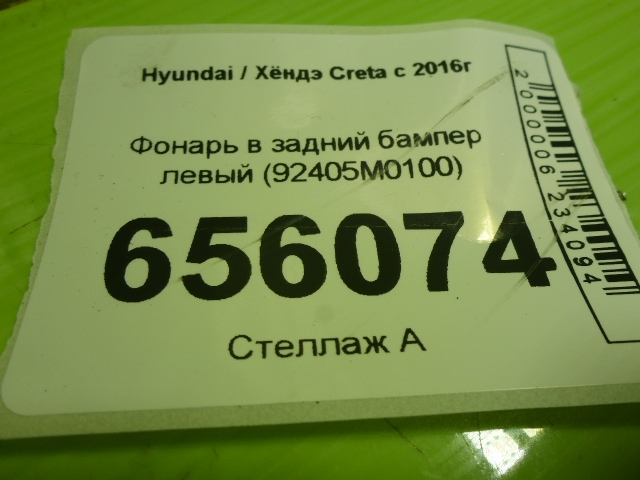 Hyundai / Хёндэ Creta с 2016г
Фонарь в задний бампер
левый (92405M0100)
656074
Стеллаж А
2000006234094